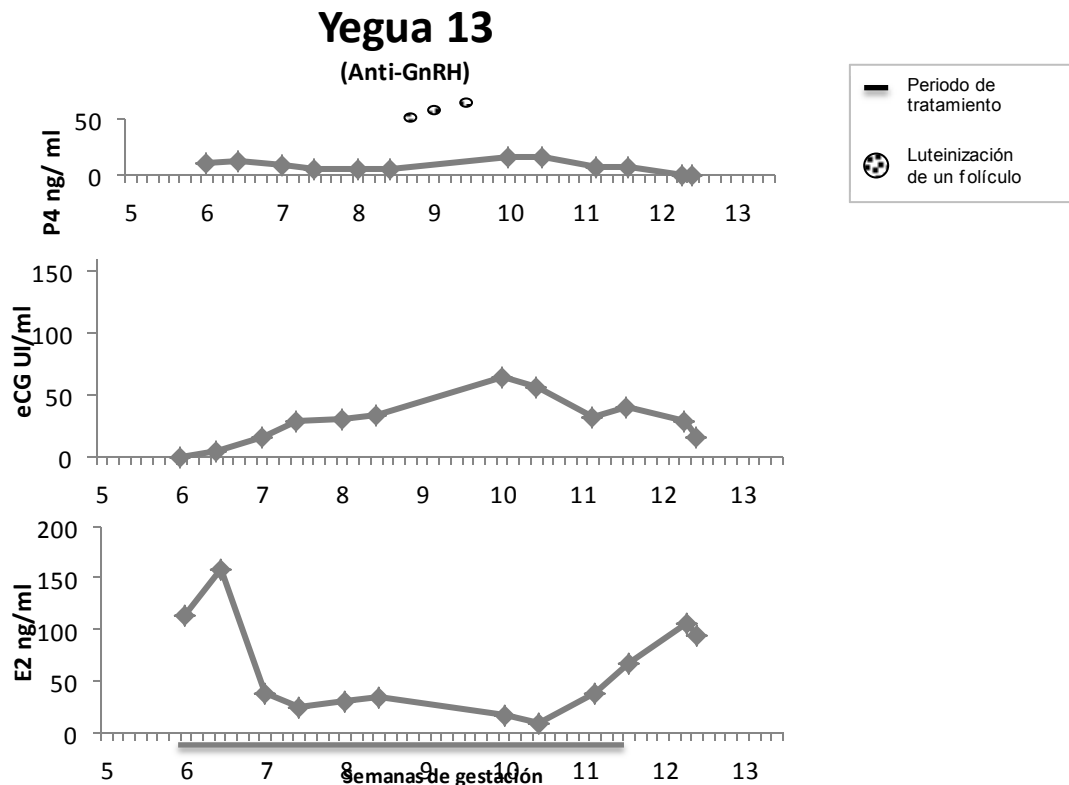 Yegua 13
(Anti-GnRH)
Periodo de
tratamiento
Luteinización
de un folículo
P4 ng/ ml
50
0
5 6 7 8 9 10 11 12 13
eCG UI/ml
150
100
50
0
5 6 7 8 9 10 11 12 13
E2 ng/ml
200
150
100
50
0
5 6 7 8 9 10 11 12 13
Semanas de gestación